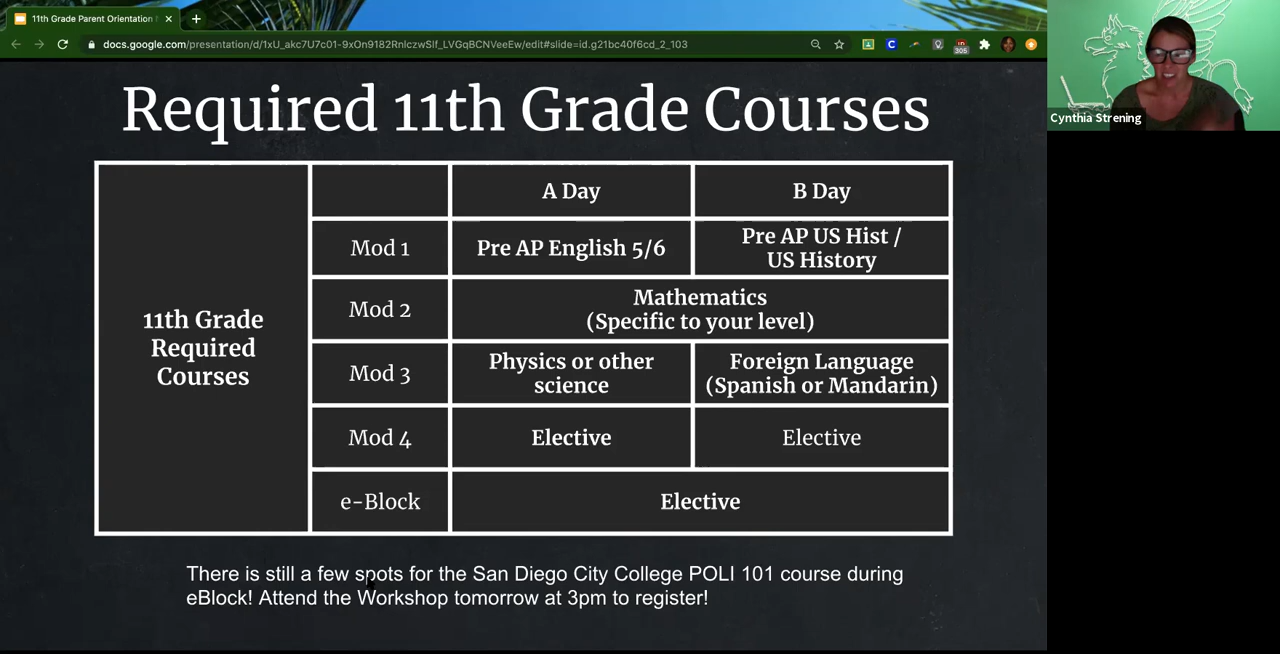 11th Grade Parent Orientation
docs.google.com/presentation/d/1xU_akc7U7c01-9xOn9182RnlczwSlf_LVGqBCNVeeEw/edit#slide=id.g21bc40f6cd_2_103
305
Cynthia Strening
Required 11th Grade Courses
A Day
B Day
11th Grade
Required
Courses
Mod 1
Pre AP English 5/6
Pre AP US Hist /
US History
Mod 2
Mathematics
(Specific to your level)
Mod 3
Physics or other
science
Foreign Language
(Spanish or Mandarin)
Mod 4
Elective
Elective
e-Block
Elective
There is still a few spots for the San Diego City College POLI 101 course during
eBlock! Attend the Workshop tomorrow at 3pm to register!